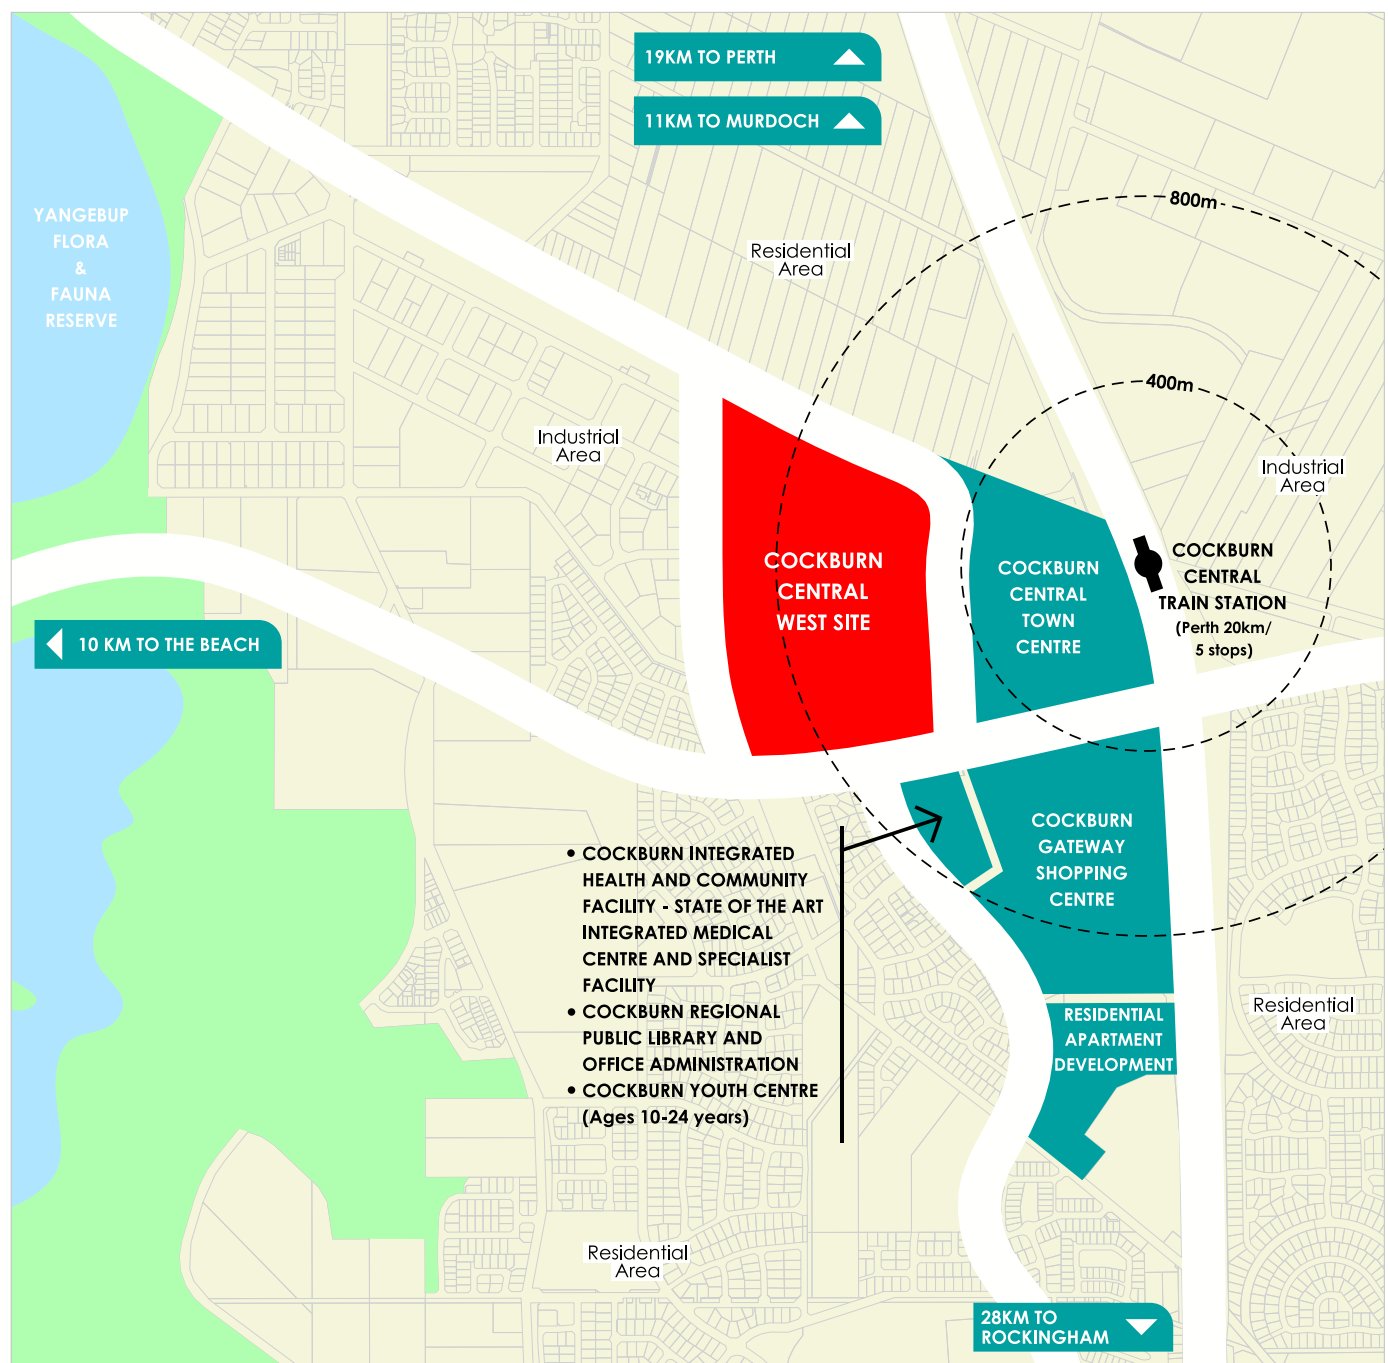 19KM TO PERTH
11KM TO MURDOCH
YANGEBUP
FLORA
&
FAUNA
RESERVE
800m
Residential
Area
400m
Industrial
Area
Industrial
Area
COCKBURN
CENTRAL
WEST SITE
COCKBURN
CENTRAL
TOWN
CENTRE
COCKBURN
CENTRAL
TRAIN STATION
(Perth 20km/
5 stops)
10 KM TO THE BEACH
COCKBURN
GATEWAY
SHOPPING
CENTRE
• COCKBURN INTEGRATED
HEALTH AND COMMUNITY
FACILITY - STATE OF THE ART
INTEGRATED MEDICAL
CENTRE AND SPECIALIST
FACILITY
• COCKBURN REGIONAL
PUBLIC LIBRARY AND
OFFICE ADMINISTRATION
• COCKBURN YOUTH CENTRE
(Ages 10-24 years)
RESIDENTIAL
APARTMENT
DEVELOPMENT
Residential
Area
Residential
Area
28KM TO
ROCKINGHAM